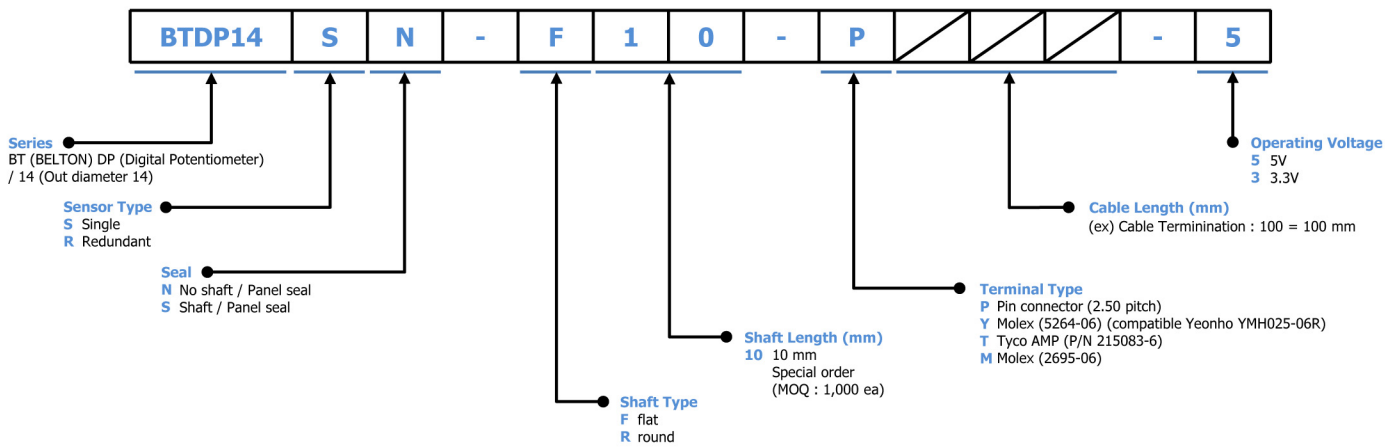 BTDP14 S N - F 1 0 - P - 5
Series
BT (BELTON) DP (Digital Potentiometer)
/ 14 (Out diameter 14)
Sensor Type
S Single
R Redundant
Seal
N No shaft / Panel seal
S Shaft / Panel seal
Shaft Type
F flat
R round
Shaft Length (mm)
10 10 mm
Special order
(MOQ : 1,000 ea)
Terminal Type
P Pin connector (2.50 pitch)
Y Molex (5264-06) (compatible Yeonho YMH025-06R)
T Tyco AMP (P/N 215083-6)
M Molex (2695-06)
Cable Length (mm)
(ex) Cable Terminination : 100 = 100 mm
Operating Voltage
5 5V
3 3.3V